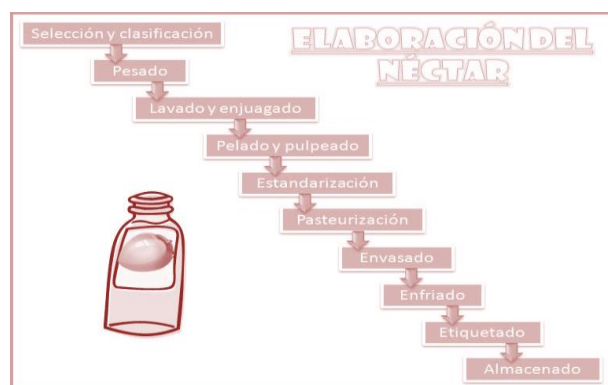 Selección y clasificación
ELABORACIÓN DEL
NÉCTAR
Pesado
Lavado y enjuagado
Pelado y pulpeado
Estandarización
Pasteurización
Envasado
Enfriado
Etiquetado
Almacenado